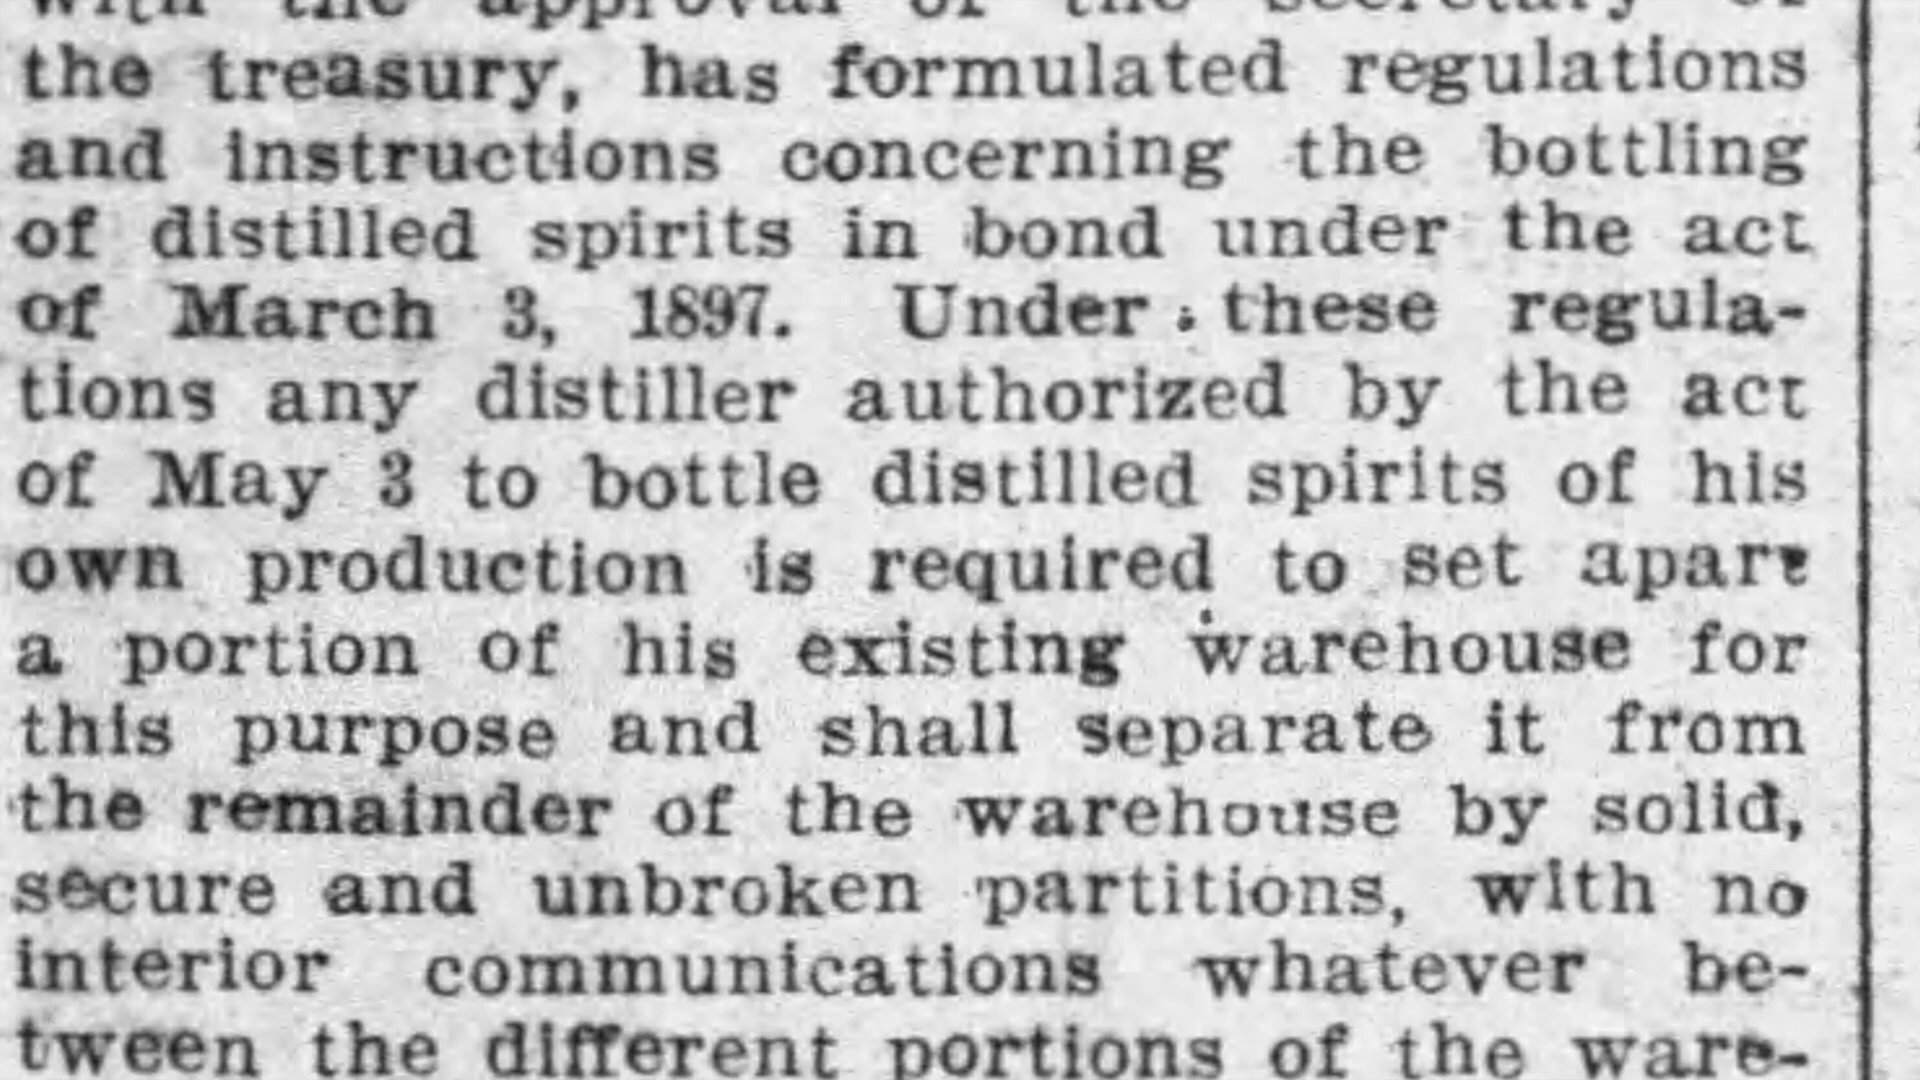 with the approval of the secretary of
the treasury, has formulated regulations
and instructions concerning the bottling
of distilled spirits in bond under the act
of March 3, 1897. Under these regula-
tions any distiller authorized by the act
of May 3 to bottle distilled spirits of his
own production is required to set apart
a portion of his existing warehouse for
this purpose and shall separate it from
the remainder of the warehouse by solid,
secure and unbroken partitions, with no
interior communications whatever be-
tween the different portions of the ware-